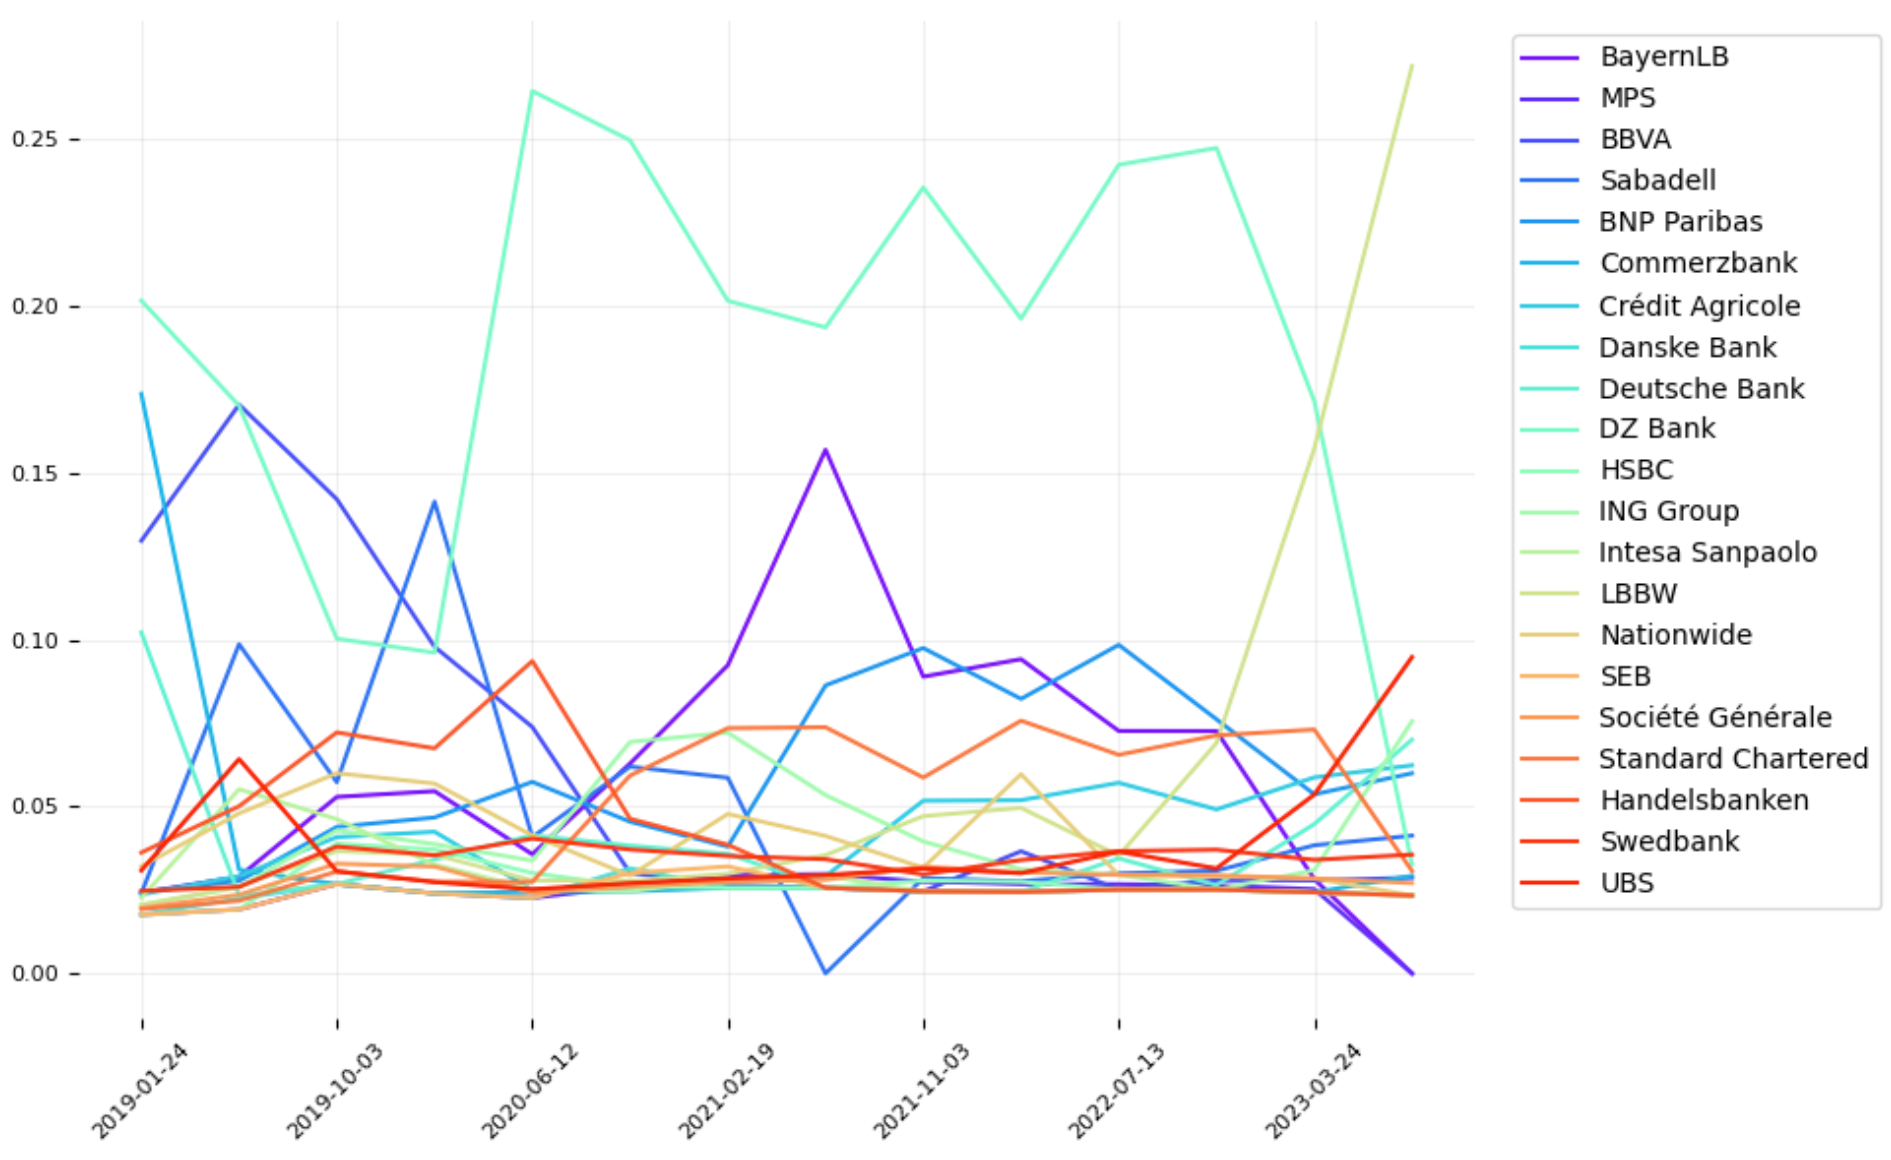 0.25
0.20
0.15
0.10
0.05
0.00
2019-01-24
2019-10-03
2020-06-12
2021-02-19
2021-11-03
2022-07-13
2023-03-24
BayernLB
MPS
BBVA
Sabadell
BNP Paribas
Commerzbank
Crédit Agricole
Danske Bank
Deutsche Bank
DZ Bank
HSBC
ING Group
Intesa Sanpaolo
LBBW
Nationwide
SEB
Société Générale
Standard Chartered
Handelsbanken
Swedbank
UBS